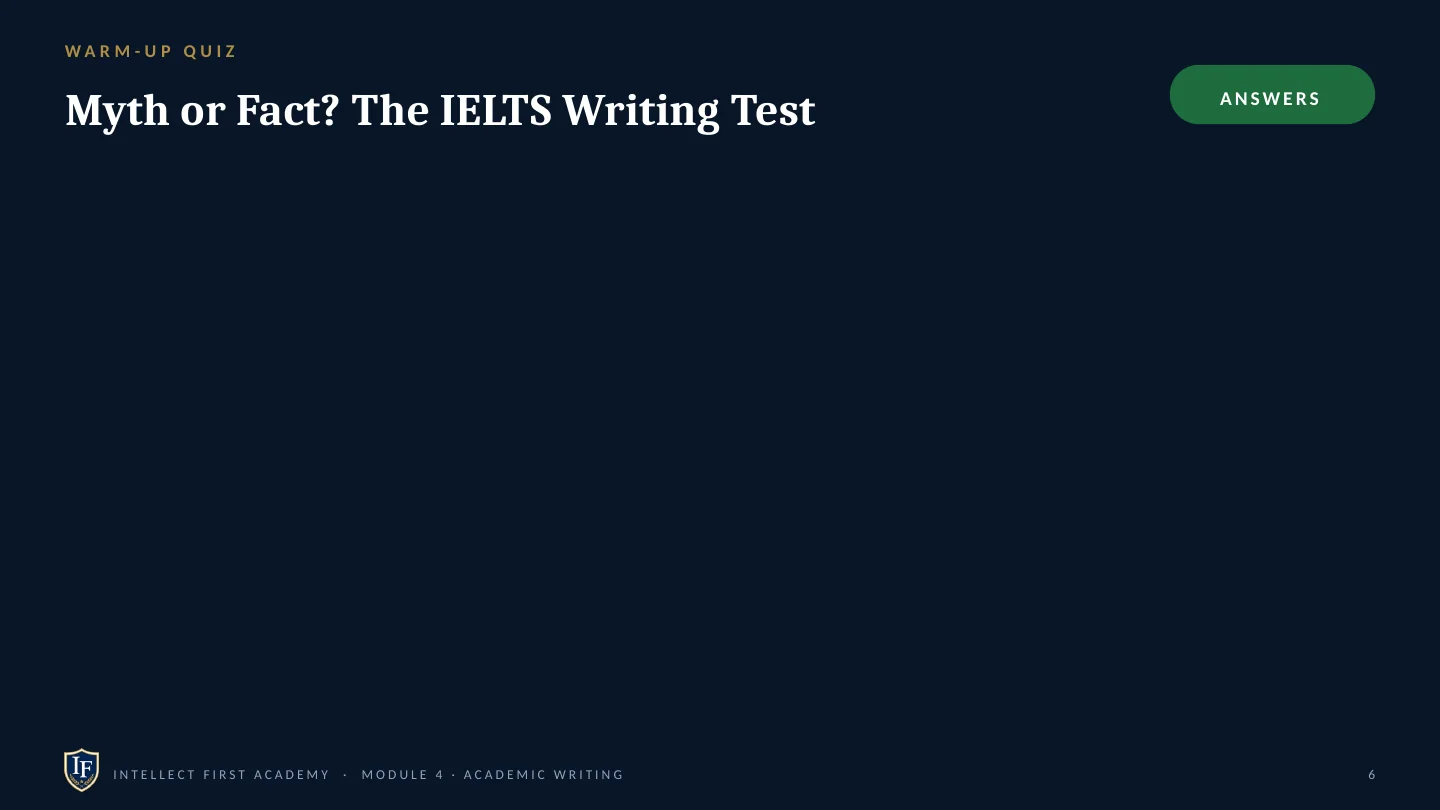 WARM-UP QUIZ
Myth or Fact? The IELTS Writing Test
ANSWERS
IF
INTELLECT FIRST ACADEMY · MODULE 4 · ACADEMIC WRITING
6